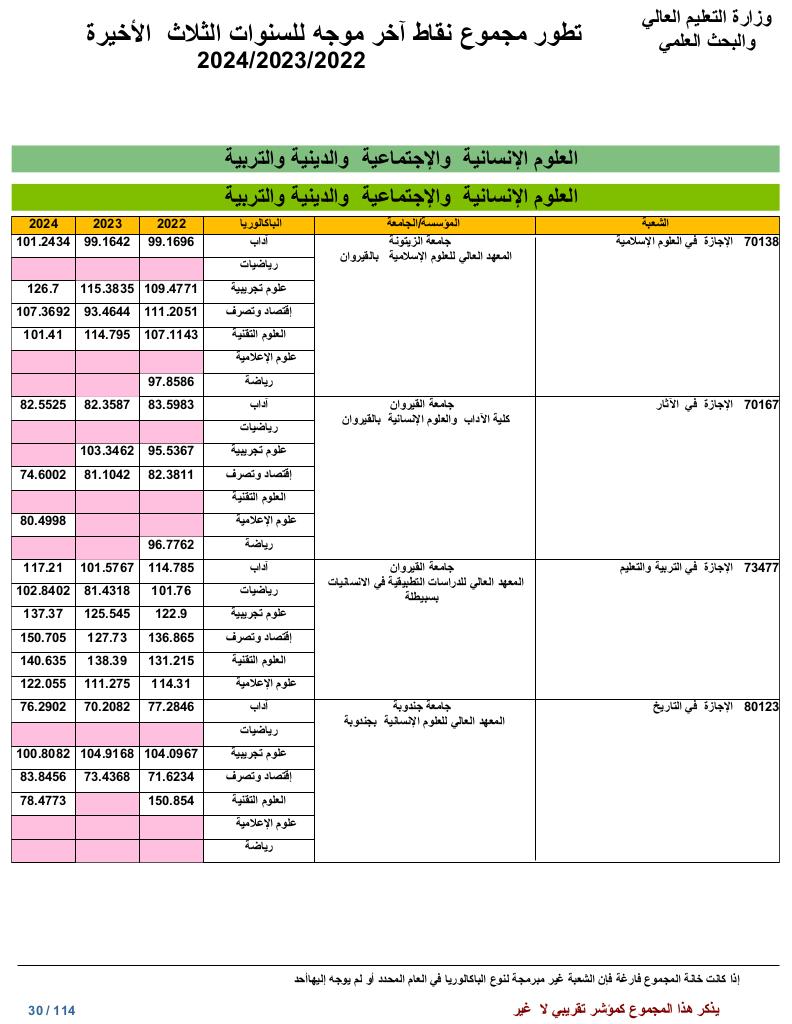 وزارة التعليم العالي
والبحث العلمي
تطور مجموع نقاط آخر موجه للسنوات الثلاث الأخيرة
2024/2023/2022
العلوم الإنسانية والإجتماعية والدينية والتربية
العلوم الإنسانية والإجتماعية والدينية والتربية
الشعبة المؤسسة/الجامعة الباكالوريا 2022 2023 2024
70138 الإجازة في العلوم الإسلامية جامعة الزيتونة آداب 99.1696 99.1642 101.2434
المعهد العالي للعلوم الإسلامية بالقيروان
رياضيات
علوم تجريبية 109.4771 115.3835 126.7
إقتصاد وتصرف 111.2051 93.4644 107.3692
العلوم التقنية 107.1143 114.795 101.41
علوم الإعلامية
رياضة 97.8586
70167 الإجازة في الآثار جامعة القيروان آداب 83.5983 82.3587 82.5525
كلية الآداب والعلوم الإنسانية بالقيروان
رياضيات
علوم تجريبية 95.5367 103.3462
إقتصاد وتصرف 82.3811 81.1042 74.6002
العلوم التقنية
علوم الإعلامية 80.4998
رياضة 96.7762
73477 الإجازة في التربية والتعليم جامعة القيروان آداب 114.785 101.5767 117.21
المعهد العالي للدراسات التطبيقية في الانسانيات
بسبيطلة
رياضيات 101.76 81.4318 102.8402
علوم تجريبية 122.9 125.545 137.37
إقتصاد وتصرف 136.865 127.73 150.705
العلوم التقنية 131.215 138.39 140.635
علوم الإعلامية 114.31 111.275 122.055
80123 الإجازة في التاريخ جامعة جندوبة آداب 77.2846 70.2082 76.2902
المعهد العالي للعلوم الإنسانية بجندوبة
رياضيات
علوم تجريبية 104.0967 104.9168 100.8082
إقتصاد وتصرف 71.6234 73.4368 83.8456
العلوم التقنية 150.854 78.4773
علوم الإعلامية
رياضة
إذا كانت خانة المجموع فارغة فإن الشعبة غير مبرمجة لنوع الباكالوريا في العام المحدد أو لم يوجه إليهاأحد
يذكر هذا المجموع كمؤشر تقريبي لا غير
30 / 114